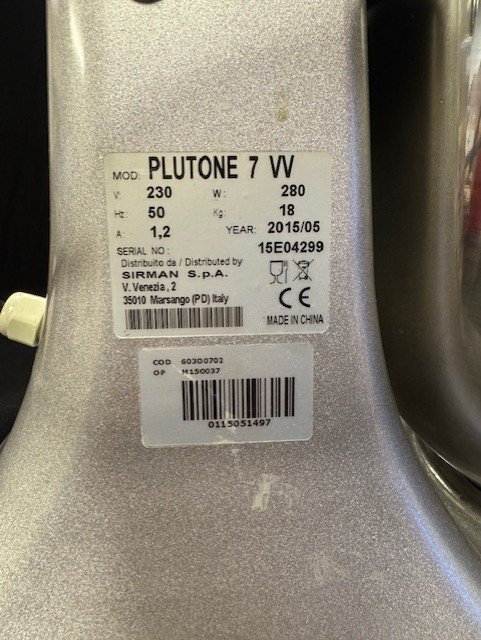 MOD: PLUTONE 7 VV
V: 230 W: 280
Hz: 50 Kg: 18
A: 1,2 YEAR: 2015/05
SERIAL NO: 15E04299
Distribuito da / Distributed by
SIRMAN S.p.A.
V. Venezia, 2
35010 Marsango (PD) Italy
CE
MADE IN CHINA
COD 60300702
OP M150037
0115051497